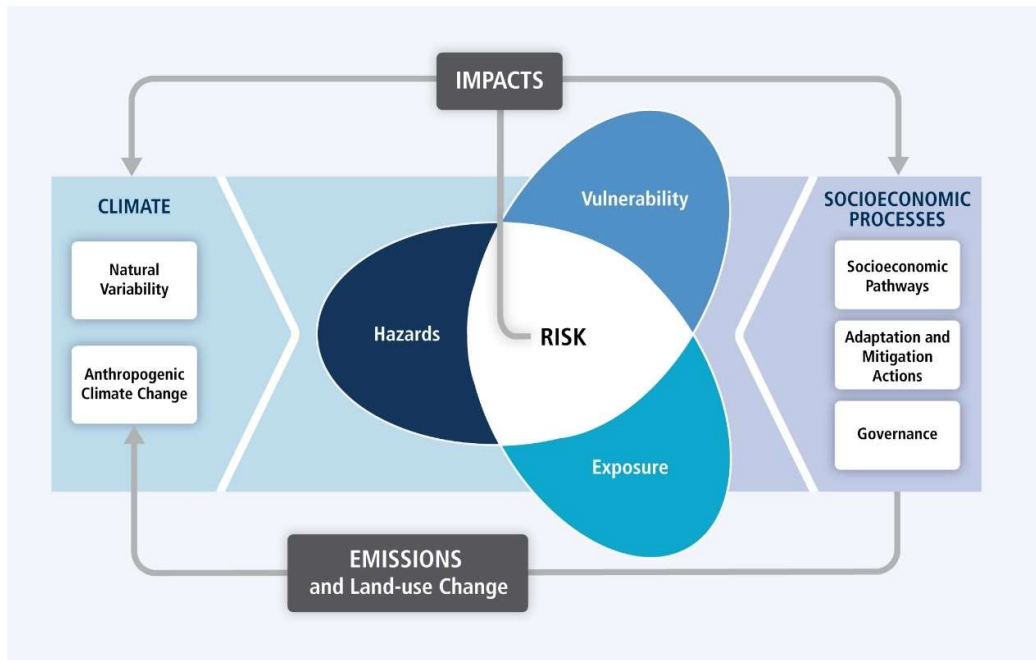 IMPACTS
CLIMATE
Natural
Variability
Anthropogenic
Climate Change
Vulnerability
Hazards
RISK
Exposure
SOCIOECONOMIC
PROCESSES
Socioeconomic
Pathways
Adaptation and
Mitigation
Actions
Governance
EMISSIONS
and Land-use Change